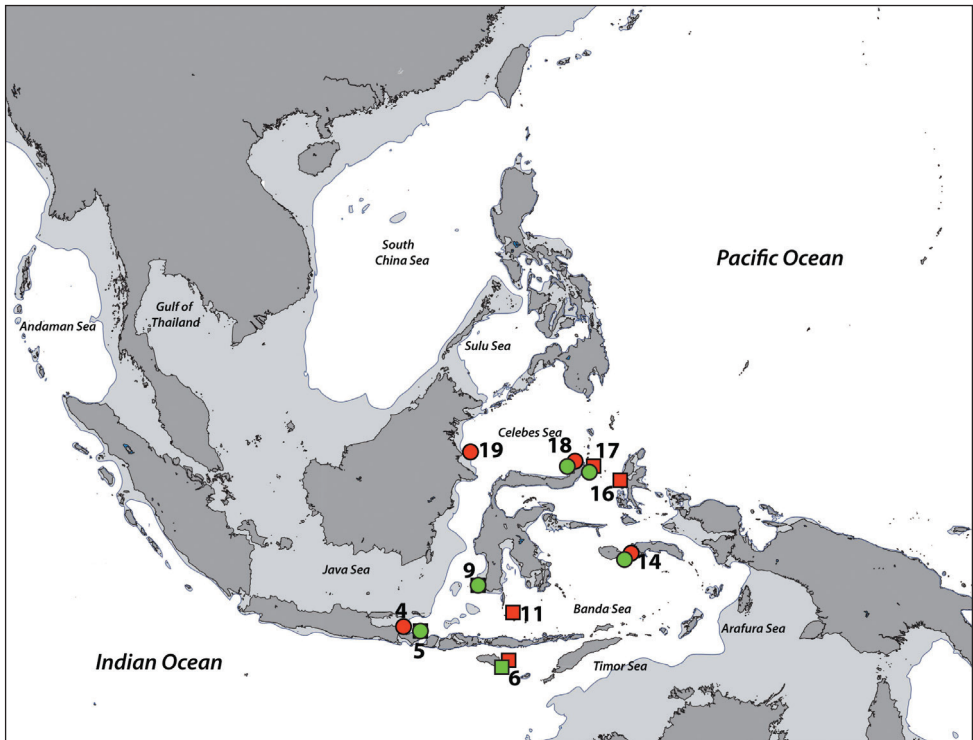 South
China Sea
Pacific Ocean
Gulf of
Thailand
Andaman Sea
Sulu Sea
Celebes Sea
18
17
19
16
Java Sea
9
14
4
11
Banda Sea
Arafura Sea
5
Indian Ocean
6
Timor Sea